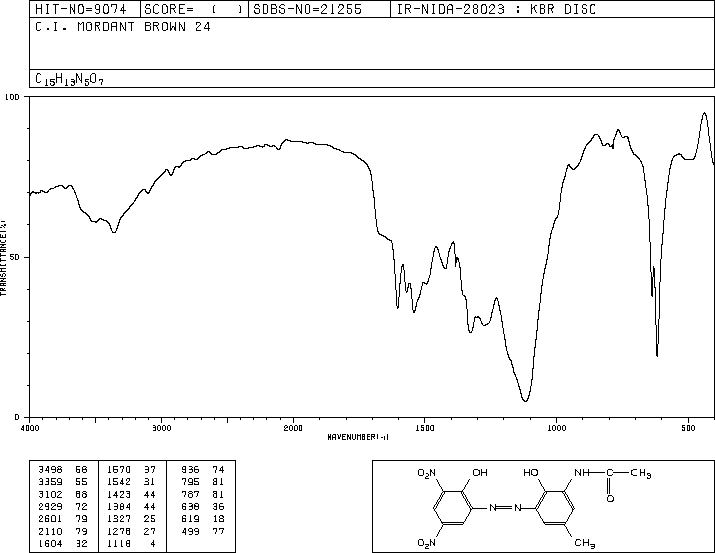 HIT-NO=9074 SCORE= ( ) SDBS-NO=21255 IR-NIDA-28023 : KBR DISC
C.I. MORDANT BROWN 24
C15H13N5O7
100
50
0
TRANSMITTANCE(%)
4000 3000 2000 1500 1000 500
WAVENUMBER(-1)
3498 68 1570 37 936 74
3359 55 1542 31 795 81
3102 68 1423 44 787 81
2929 72 1384 44 638 36
2601 79 1327 25 619 18
2110 79 1278 27 499 77
1604 32 1118 4
O2N OH HO NH C CH3
O
N N
O2N CH3